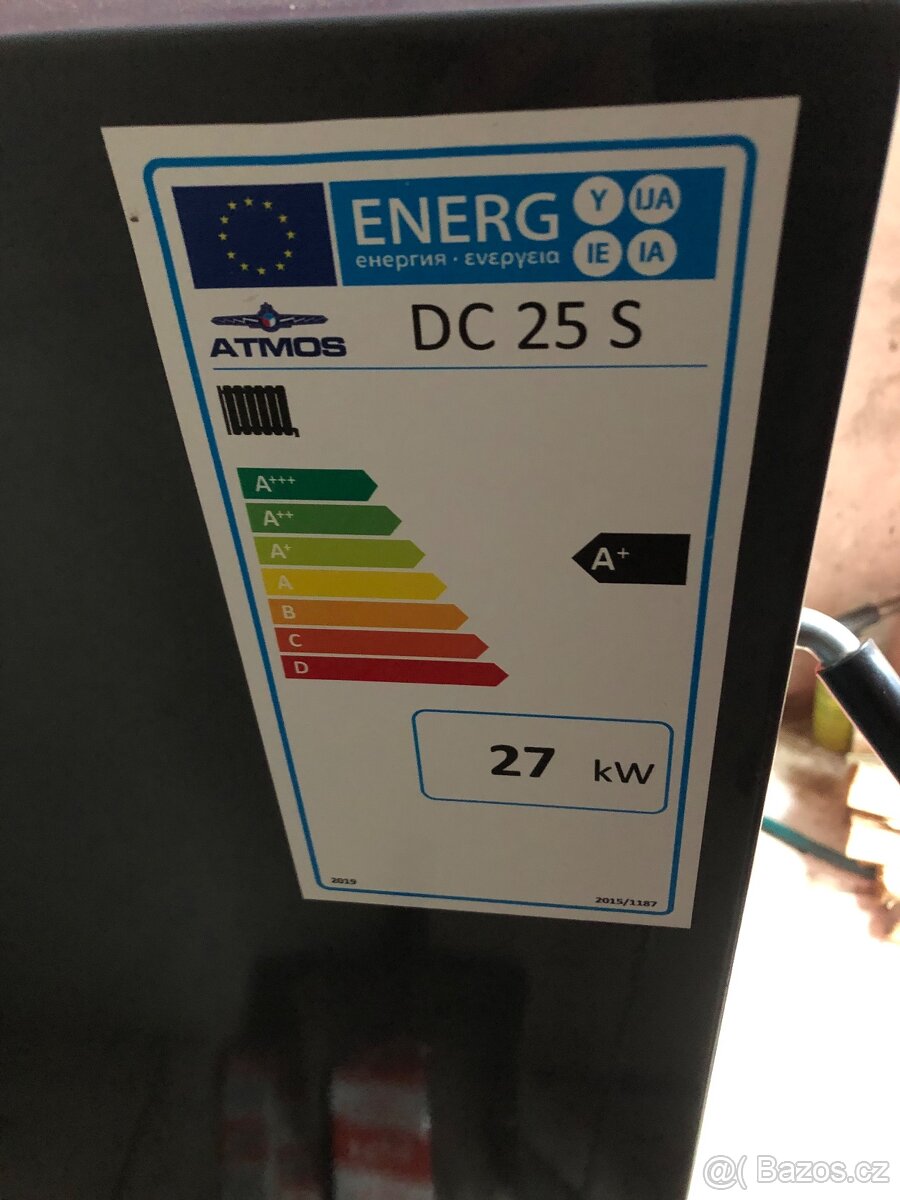 ENERG Y IJA
енергия · ενεργεια IE IA
ATMOS DC 25 S
A+++
A++
A+
A
B
C
D
A+
27 kW
2019
2015/1187
@( Bazos.cz